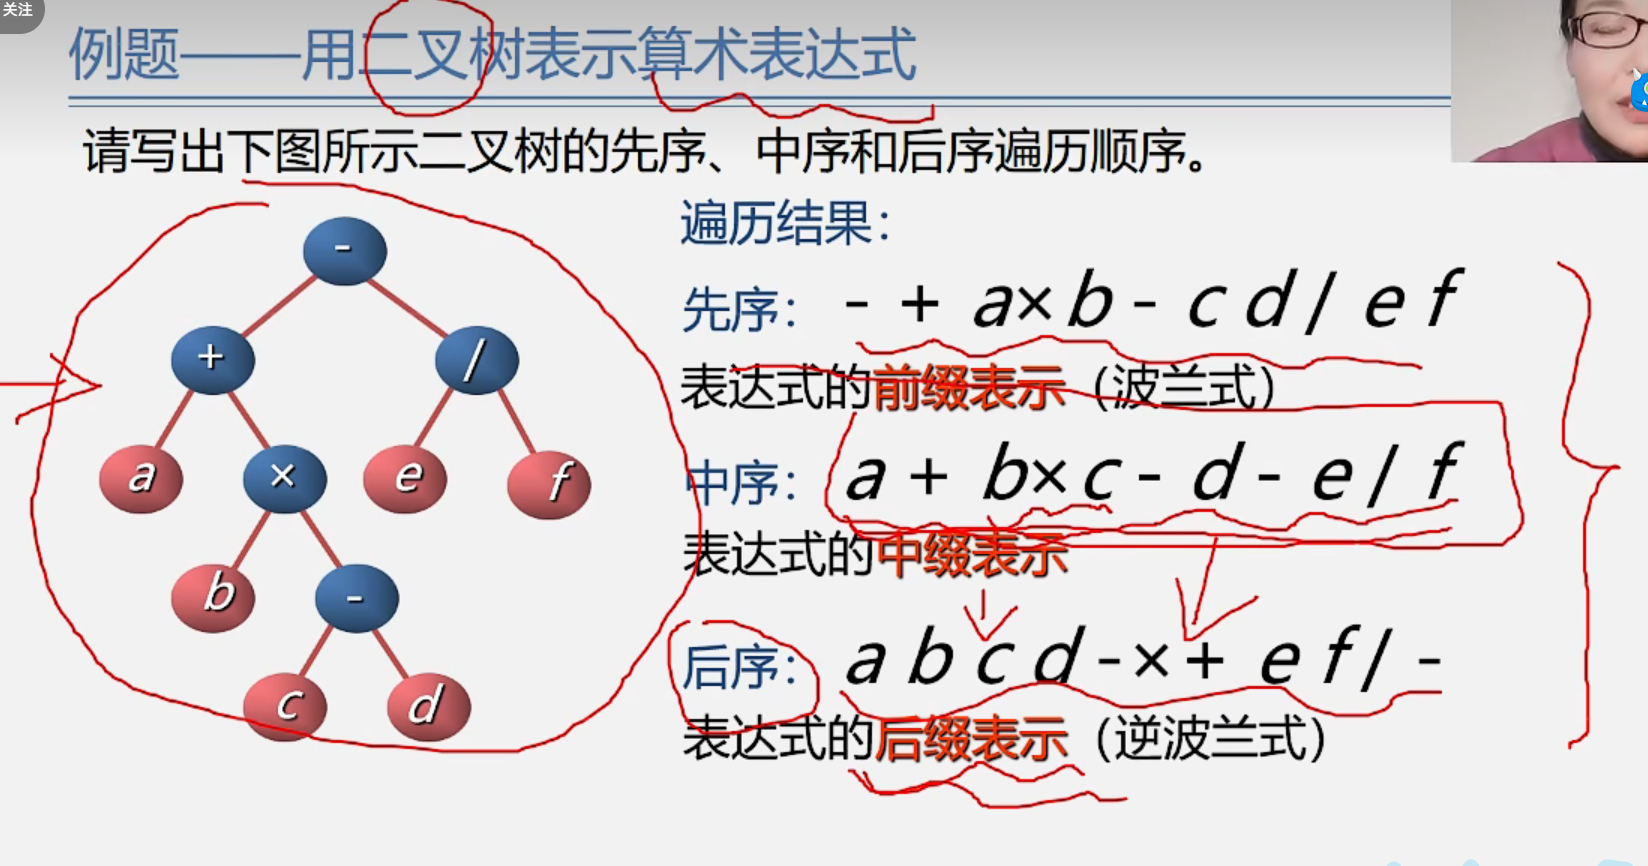 关注
例题——用二叉树表示算术表达式
请写出下图所示二叉树的先序、中序和后序遍历顺序。
遍历结果：
先序： - + a×b - c d / e f
表达式的前缀表示（波兰式）
中序： a + b×c - d - e / f
表达式的中缀表示
后序： a b c d -×+ e f / -
表达式的后缀表示（逆波兰式）
-
+ /
a × e f
b -
c d